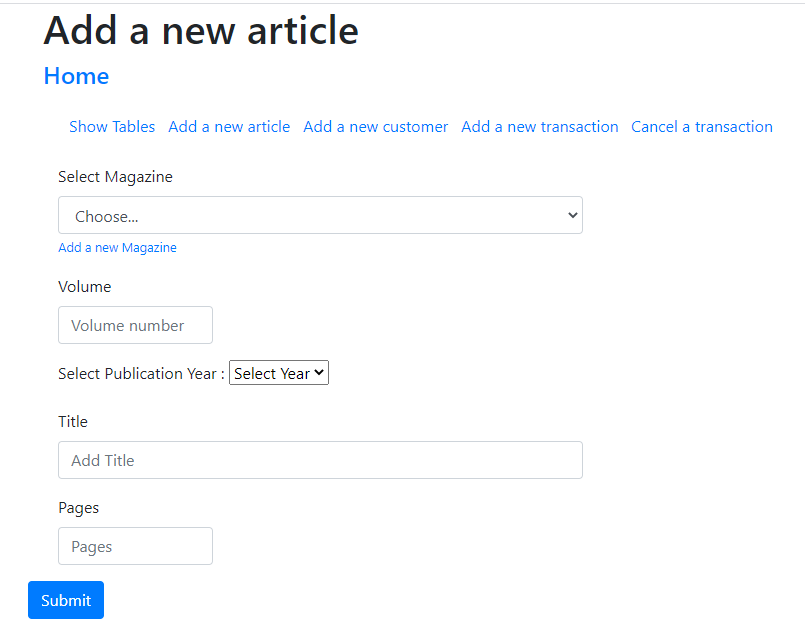 Add a new article
Home
Show Tables Add a new article Add a new customer Add a new transaction Cancel a transaction
Select Magazine
Choose...
Add a new Magazine
Volume
Volume number
Select Publication Year : Select Year
Title
Add Title
Pages
Pages
Submit